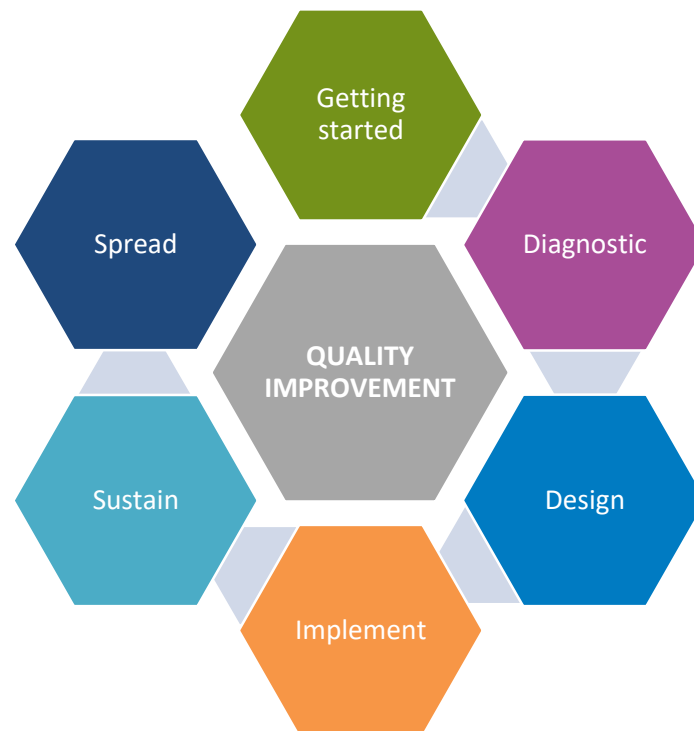 Getting
started
Spread
Diagnostic
QUALITY
IMPROVEMENT
Sustain
Design
Implement